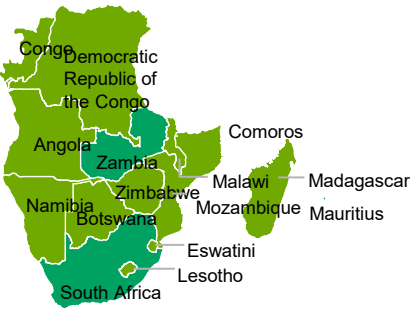 Congo
Democratic
Republic of
the Congo
Comoros
Angola
Zambia
Malawi
Madagascar
Zimbabwe
Namibia
Mozambique
Mauritius
Botswana
Eswatini
Lesotho
South Africa